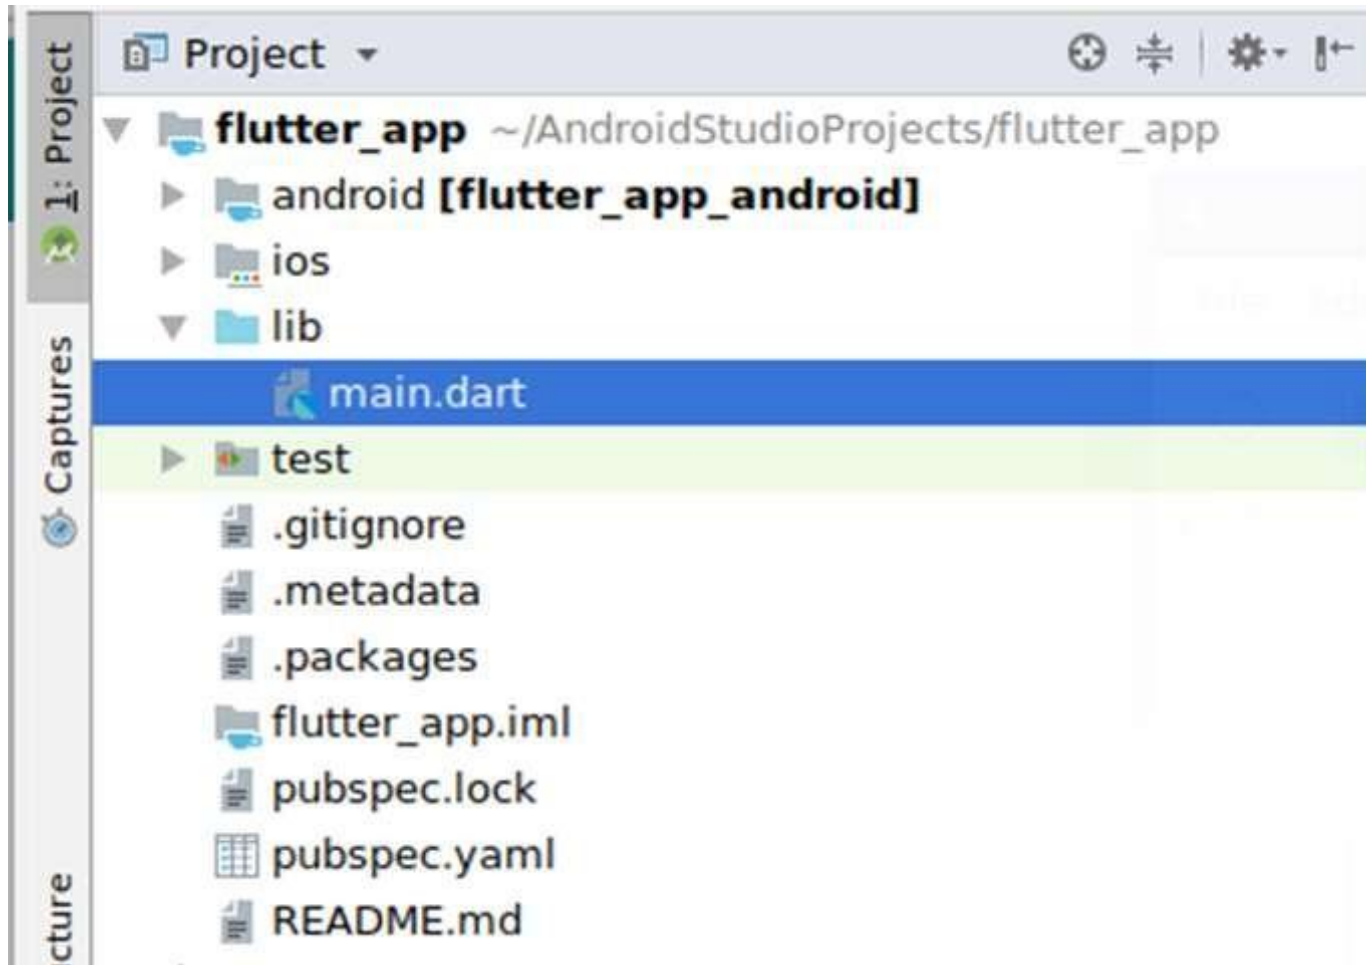 Project
flutter_app ~/AndroidStudioProjects/flutter_app
android [flutter_app_android]
ios
lib
main.dart
test
.gitignore
.metadata
.packages
flutter_app.iml
pubspec.lock
pubspec.yaml
README.md
1: Project
Captures
cture